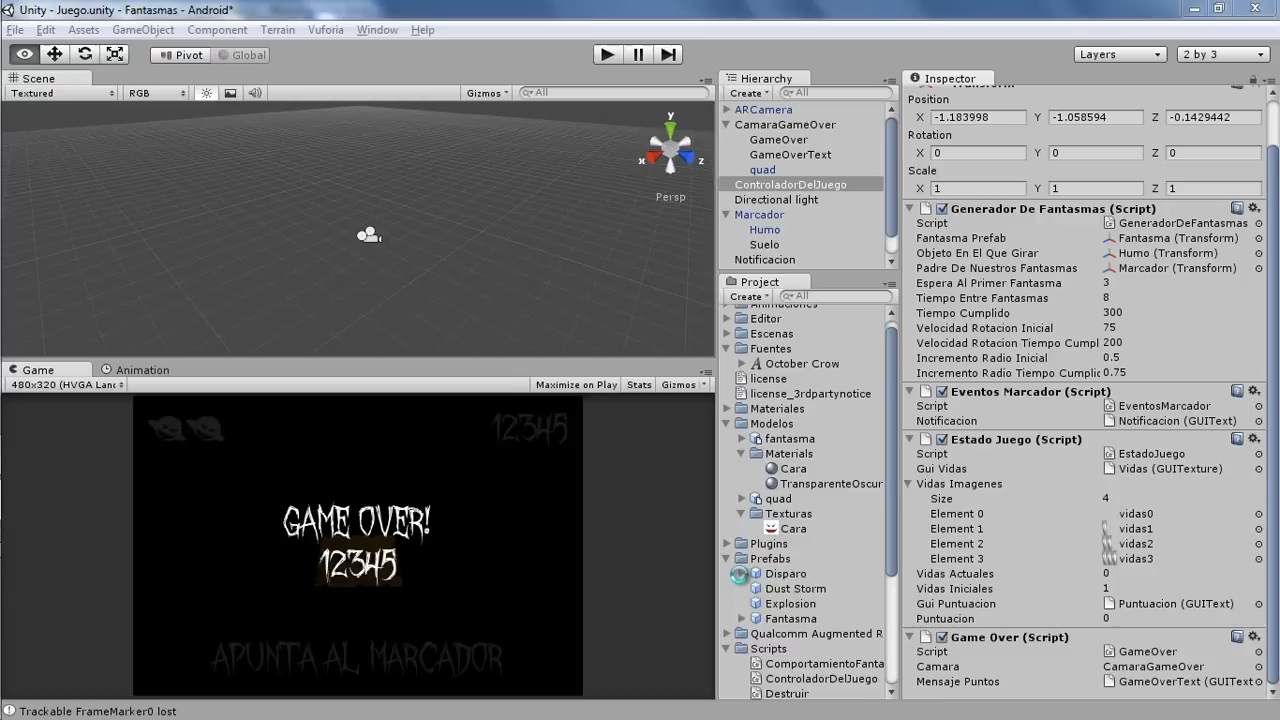 Unity - Juego.unity - Fantasmas - Android*
File Edit Assets GameObject Component Terrain Vuforia Window Help
Pivot Global Layers 2 by 3
Scene
Textured RGB Gizmos All
y
x z
Persp
Game Animation
480x320 (HVGA Lanc Maximize on Play Stats Gizmos
12345
GAME OVER!
12345
APUNTA AL MARCADOR
Hierarchy
Create All
ARCamera
CamaraGameOver
GameOver
GameOverText
quad
ControladorDelJuego
Directional light
Marcador
Humo
Suelo
Notificacion
Project
Create All
Animaciones
Editor
Escenas
Fuentes
October Crow
license
license_3rdpartynotice
Materiales
Modelos
fantasma
Materials
Cara
TransparenteOscur
quad
Texturas
Cara
Plugins
Prefabs
Disparo
Dust Storm
Explosion
Fantasma
Qualcomm Augmented R
Scripts
ComportamientoFanta
ControladorDelJuego
Destruir
Inspector
Transform
Position
X -1.183998 Y -1.058594 Z -0.1429442
Rotation
X 0 Y 0 Z 0
Scale
X 1 Y 1 Z 1
Generador De Fantasmas (Script)
Script GeneradorDeFantasmas
Fantasma Prefab Fantasma (Transform)
Objeto En El Que Girar Humo (Transform)
Padre De Nuestros Fantasmas Marcador (Transform)
Espera Al Primer Fantasma 3
Tiempo Entre Fantasmas 8
Tiempo Cumplido 300
Velocidad Rotacion Inicial 75
Velocidad Rotacion Tiempo Cumpl 200
Incremento Radio Inicial 0.5
Incremento Radio Tiempo Cumplic 0.75
Eventos Marcador (Script)
Script EventosMarcador
Notificacion Notificacion (GUIText)
Estado Juego (Script)
Script EstadoJuego
Gui Vidas Vidas (GUITexture)
Vidas Imagenes
Size 4
Element 0 vidas0
Element 1 vidas1
Element 2 vidas2
Element 3 vidas3
Vidas Actuales 0
Vidas Iniciales 1
Gui Puntuacion Puntuacion (GUIText)
Puntuacion 0
Game Over (Script)
Script GameOver
Camara CamaraGameOver
Mensaje Puntos GameOverText (GUIText
Trackable FrameMarker0 lost